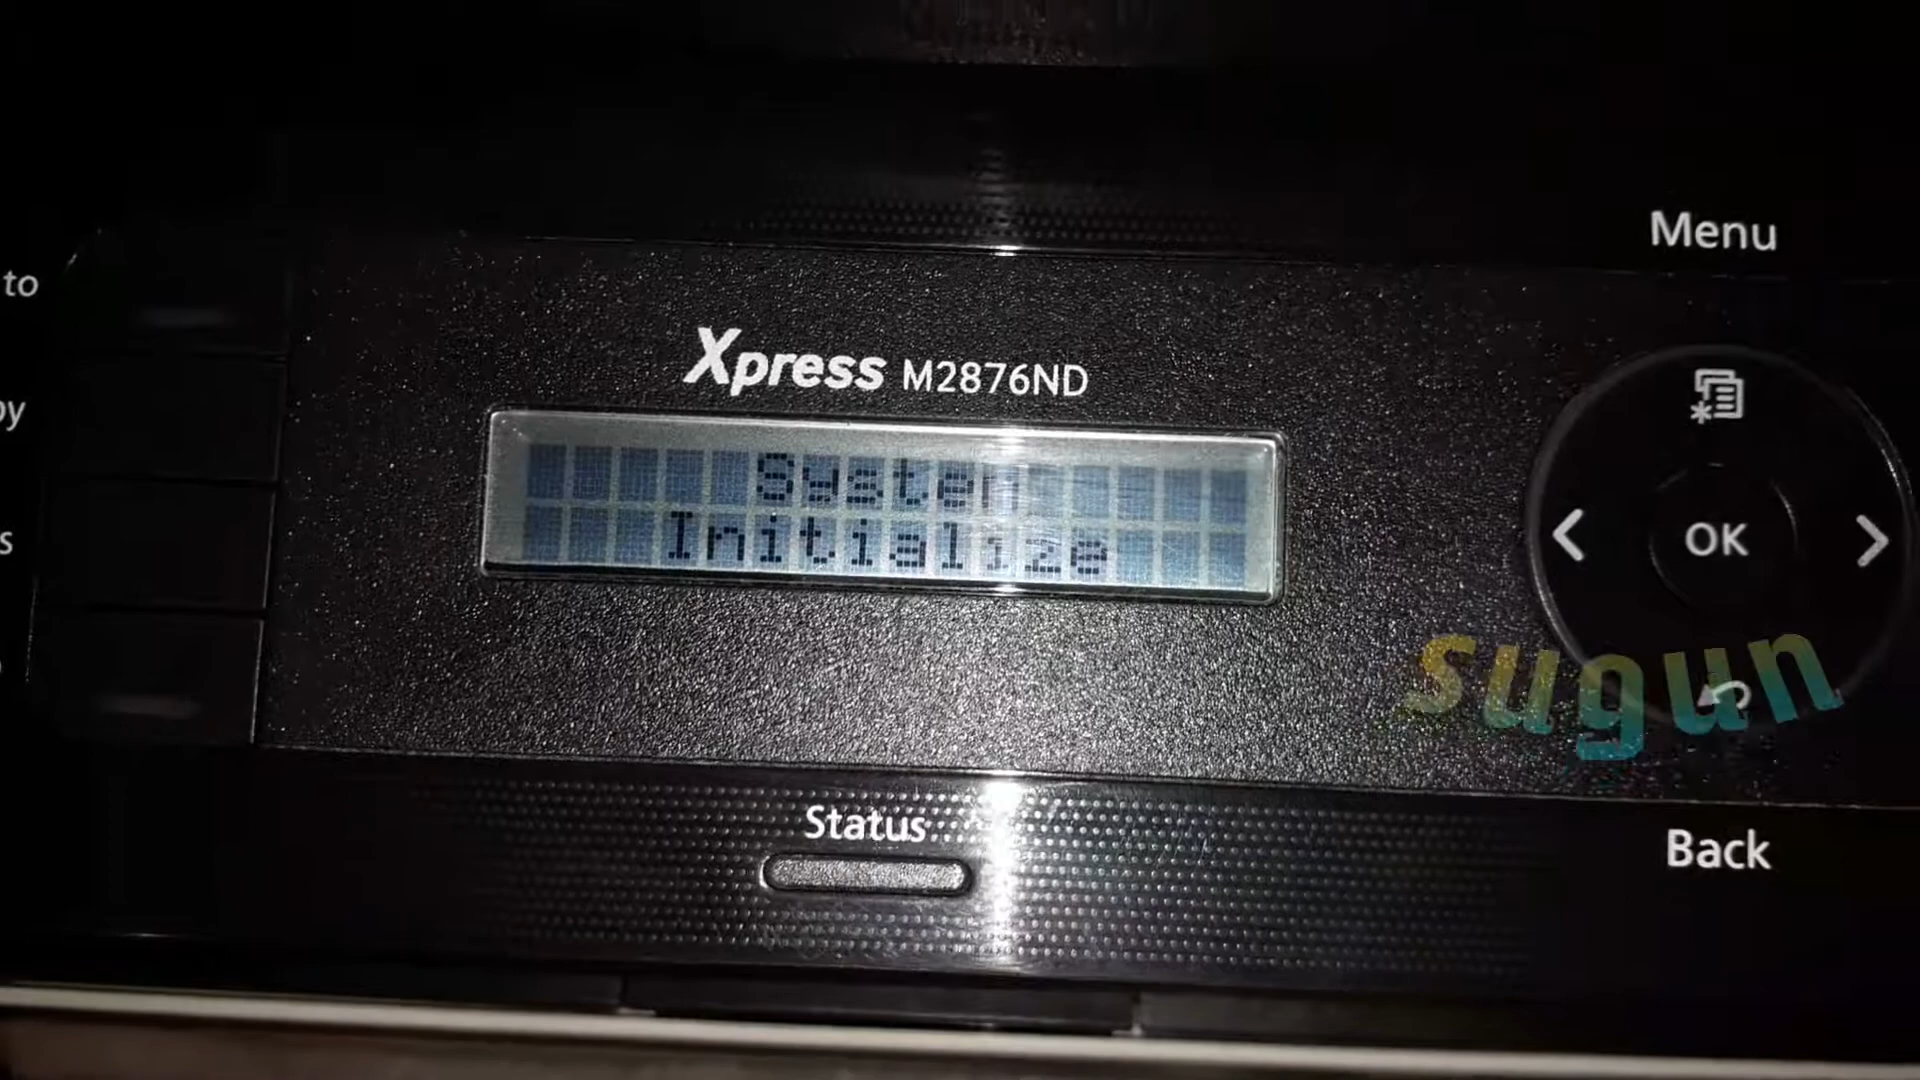 Menu
to
Xpress M2876ND
System
Initialize
OK
sugun
Status
Back